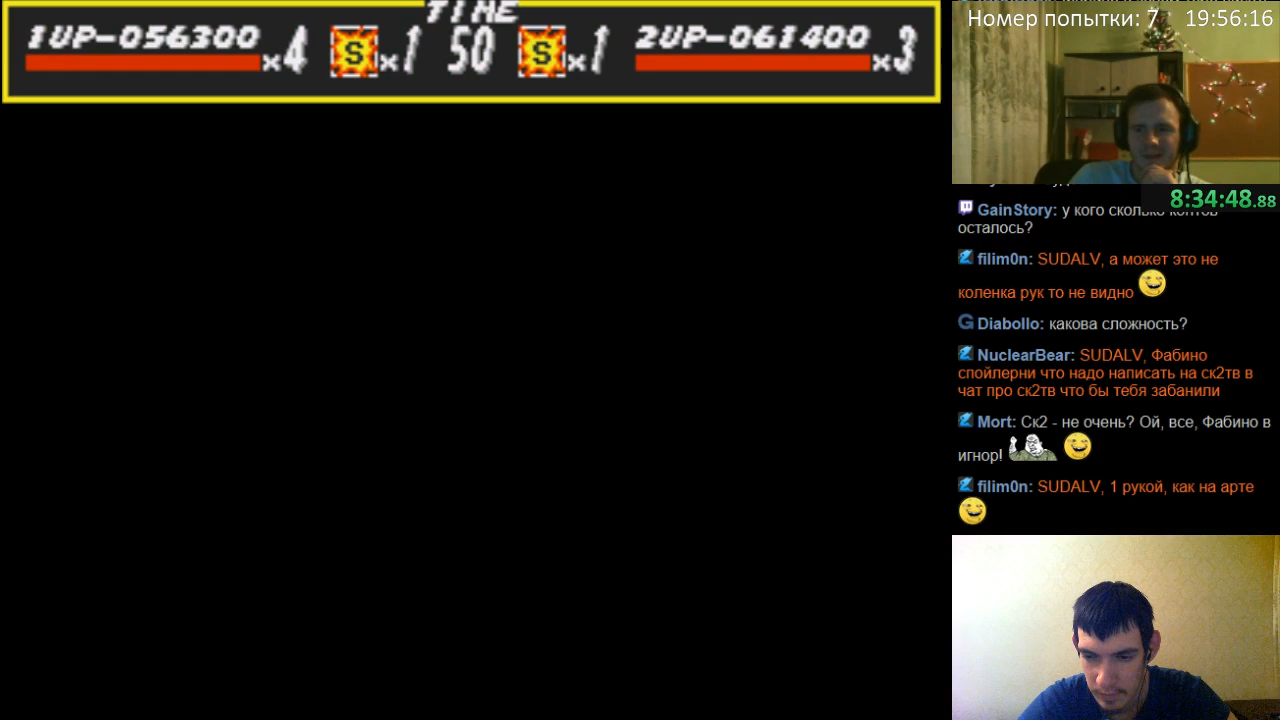 TIME
1UP-056300
×4
S×1
50
S×1
2UP-061400
×3
Номер попытки: 7 19:56:16
8:34:48.88
GainStory: у кого сколько контов
осталось?
filim0n: SUDALV, а может это не
коленка рук то не видно
Diabollo: какова сложность?
NuclearBear: SUDALV, Фабино
спойлерни что надо написать на ск2тв в
чат про ск2тв что бы тебя забанили
Mort: Ск2 - не очень? Ой, все, Фабино в
игнор!
filim0n: SUDALV, 1 рукой, как на арте